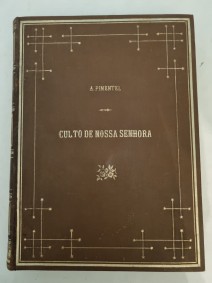 A. PIMENTEL
CULTO DE NOSSA SENHORA